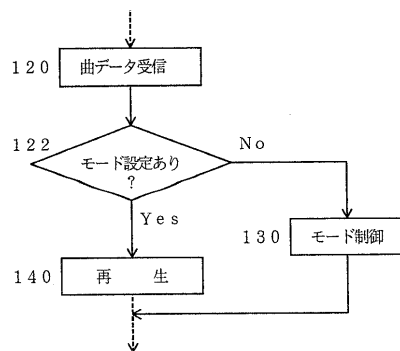 １２０
曲データ受信
１２２
モード設定あり
？
Ｎｏ
Ｙｅｓ
１３０
モード制御
１４０
再　　生